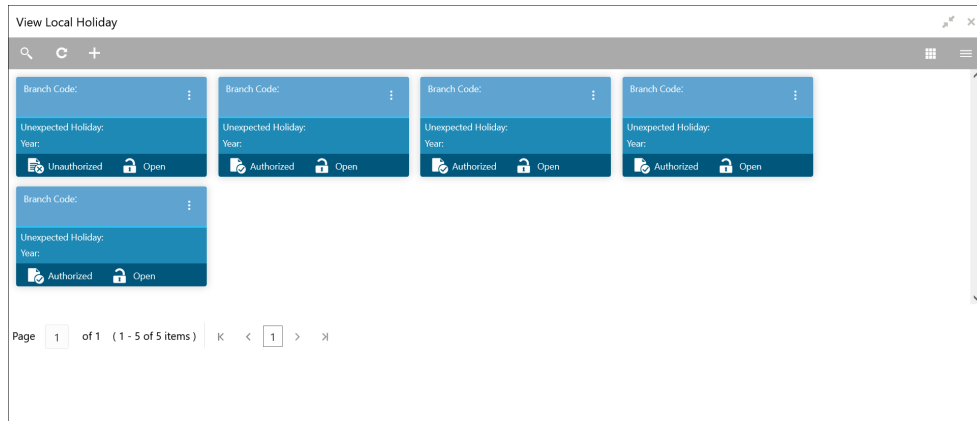 View Local Holiday
Branch Code: Branch Code: Branch Code: Branch Code:
Unexpected Holiday: Unexpected Holiday: Unexpected Holiday: Unexpected Holiday:
Year: Year: Year: Year:
Unauthorized Open Authorized Open Authorized Open Authorized Open
Branch Code:
Unexpected Holiday:
Year:
Authorized Open
Page 1 of 1 ( 1 - 5 of 5 items ) 1